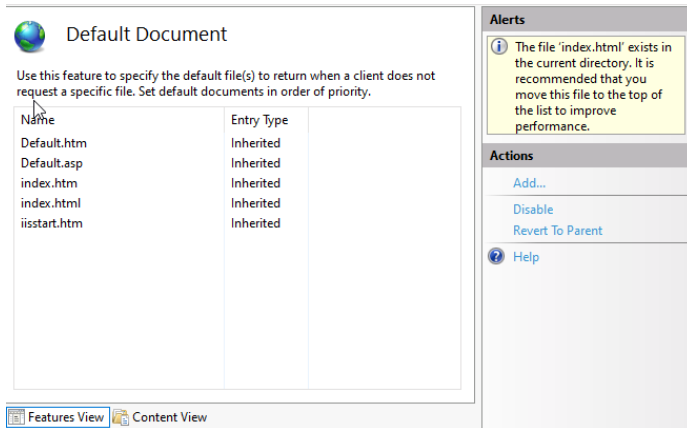 Default Document
Use this feature to specify the default file(s) to return when a client does not
request a specific file. Set default documents in order of priority.
Name Entry Type
Default.htm Inherited
Default.asp Inherited
index.htm Inherited
index.html Inherited
iisstart.htm Inherited
Features View Content View
Alerts
The file 'index.html' exists in
the current directory. It is
recommended that you
move this file to the top of
the list to improve
performance.
Actions
Add...
Disable
Revert To Parent
Help